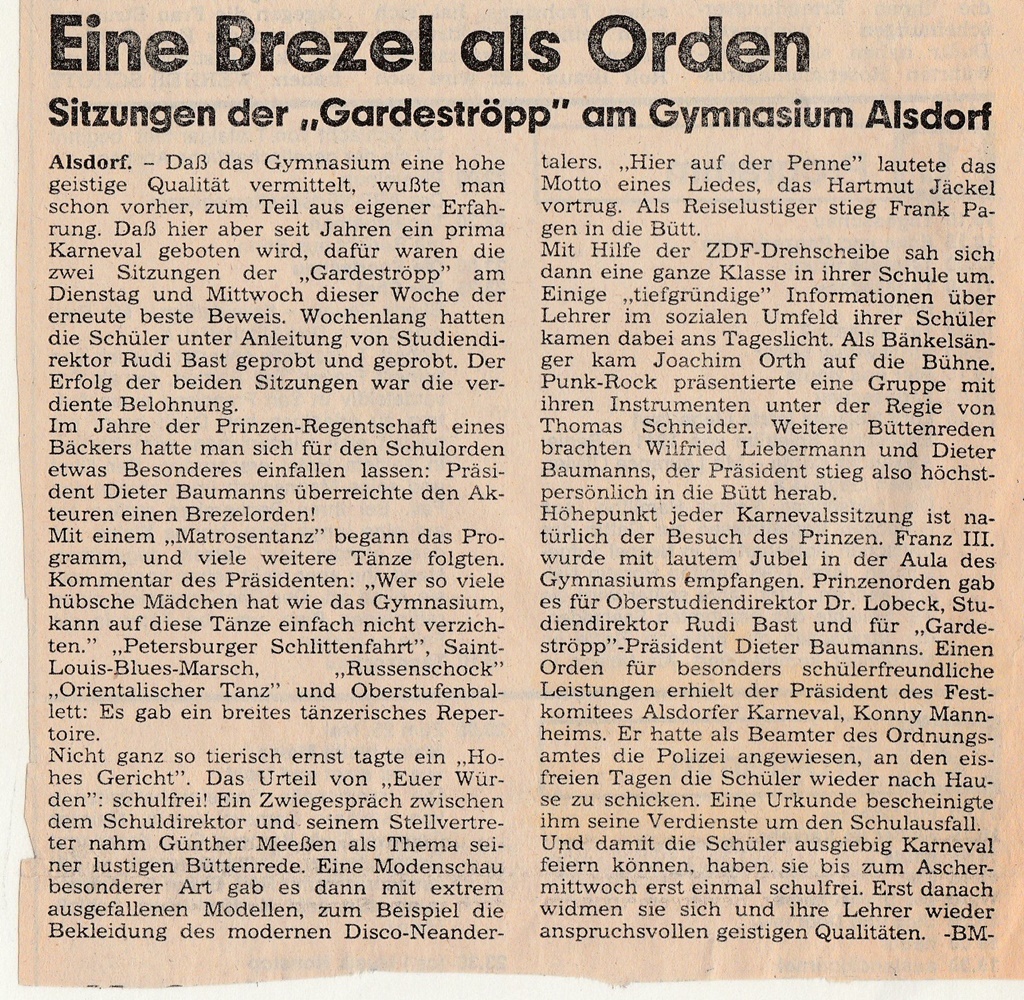 Eine Brezel als Orden
Sitzungen der „Gardeströpp" am Gymnasium Alsdorf
Alsdorf. – Daß das Gymnasium eine hohe
geistige Qualität vermittelt, wußte man
schon vorher, zum Teil aus eigener Erfah-
rung. Daß hier aber seit Jahren ein prima
Karneval geboten wird, dafür waren die
zwei Sitzungen der „Gardeströpp” am
Dienstag und Mittwoch dieser Woche der
erneute beste Beweis. Wochenlang hatten
die Schüler unter Anleitung von Studiendi-
rektor Rudi Bast geprobt und geprobt. Der
Erfolg der beiden Sitzungen war die ver-
diente Belohnung.
Im Jahre der Prinzen-Regentschaft eines
Bäckers hatte man sich für den Schulorden
etwas Besonderes einfallen lassen: Präsi-
dent Dieter Baumanns überreichte den Ak-
teuren einen Brezelorden!
Mit einem „Matrosentanz” begann das Pro-
gramm, und viele weitere Tänze folgten.
Kommentar des Präsidenten: „Wer so viele
hübsche Mädchen hat wie das Gymnasium,
kann auf diese Tänze einfach nicht verzich-
ten.” „Petersburger Schlittenfahrt”, Saint-
Louis-Blues-Marsch, „Russenschock”
„Orientalischer Tanz” und Oberstufenbal-
lett: Es gab ein breites tänzerisches Reper-
toire.
Nicht ganz so tierisch ernst tagte ein „Ho-
hes Gericht”. Das Urteil von „Euer Wür-
den”: schulfrei! Ein Zwiegespräch zwischen
dem Schuldirektor und seinem Stellvertre-
ter nahm Günther Meeßen als Thema sei-
ner lustigen Büttenrede. Eine Modenschau
besonderer Art gab es dann mit extrem
ausgefallenen Modellen, zum Beispiel die
Bekleidung des modernen Disco-Neander-
talers. „Hier auf der Penne” lautete das
Motto eines Liedes, das Hartmut Jäckel
vortrug. Als Reiselustiger stieg Frank Pa-
gen in die Bütt.
Mit Hilfe der ZDF-Drehscheibe sah sich
dann eine ganze Klasse in ihrer Schule um.
Einige „tiefgründige” Informationen über
Lehrer im sozialen Umfeld ihrer Schüler
kamen dabei ans Tageslicht. Als Bänkelsän-
ger kam Joachim Orth auf die Bühne.
Punk-Rock präsentierte eine Gruppe mit
ihren Instrumenten unter der Regie von
Thomas Schneider. Weitere Büttenreden
brachten Wilfried Liebermann und Dieter
Baumanns, der Präsident stieg also höchst-
persönlich in die Bütt herab.
Höhepunkt jeder Karnevalssitzung ist na-
türlich der Besuch des Prinzen. Franz III.
wurde mit lautem Jubel in der Aula des
Gymnasiums empfangen. Prinzenorden gab
es für Oberstudiendirektor Dr. Lobeck, Stu-
diendirektor Rudi Bast und für „Garde-
ströpp”-Präsident Dieter Baumanns. Einen
Orden für besonders schülerfreundliche
Leistungen erhielt der Präsident des Fest-
komitees Alsdorfer Karneval, Konny Mann-
heims. Er hatte als Beamter des Ordnungs-
amtes die Polizei angewiesen, an den eis-
freien Tagen die Schüler wieder nach Hau-
se zu schicken. Eine Urkunde bescheinigte
ihm seine Verdienste um den Schulausfall.
Und damit die Schüler ausgiebig Karneval
feiern können, haben sie bis zum Ascher-
mittwoch erst einmal schulfrei. Erst danach
widmen sie sich und ihre Lehrer wieder
anspruchsvollen geistigen Qualitäten. -BM-